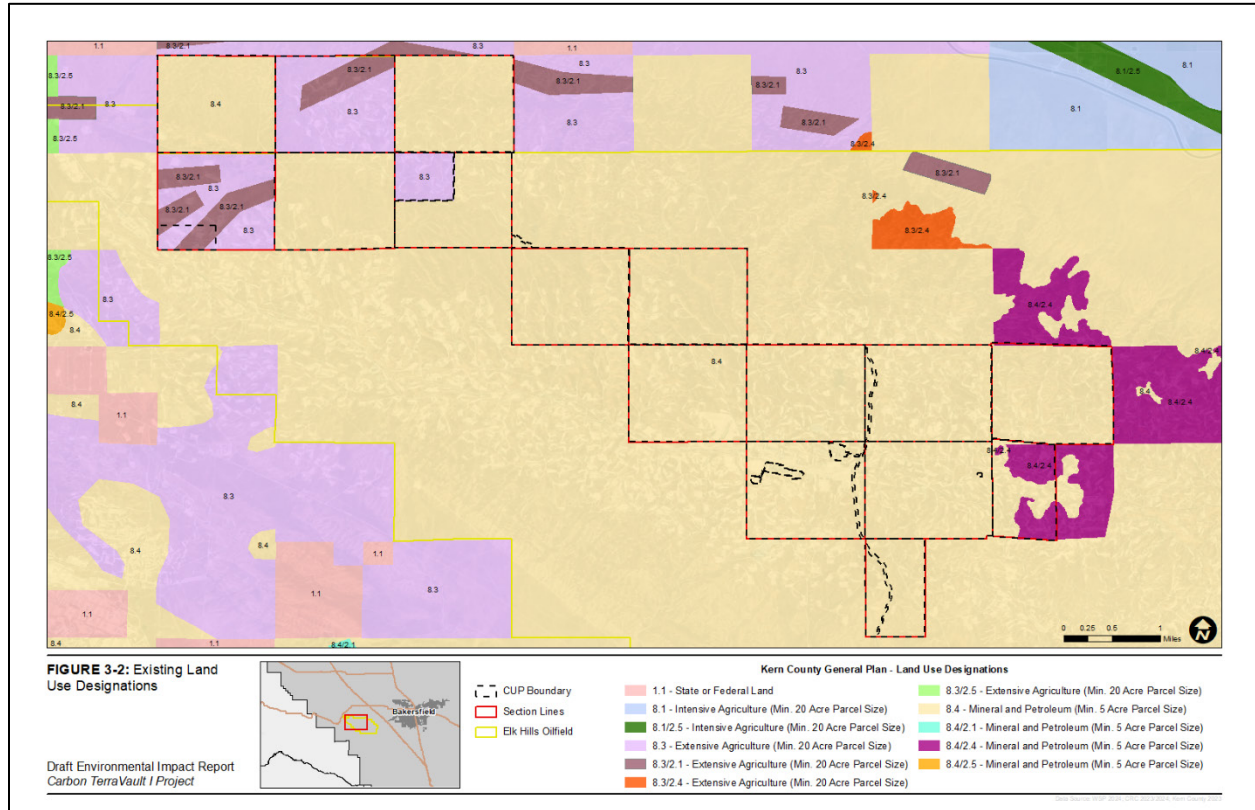 1.1
8.3/2.1
8.3
1.1
8.3/2.5
8.3/2.1
8.3
8.3/2.1
8.3
8.1/2.5
8.1
8.3/2.1
8.3
8.4
8.3/2.1
8.3/2.1
8.1
8.3
8.3
8.3/2.1
8.3/2.5
8.3/2.4
8.3/2.1
8.3
8.3
8.3/2.1
8.3/2.1
8.3/2.1
8.3/2.4
8.3
8.3/2.4
8.3/2.5
8.3
8.4/2.4
8.4/2.5
8.4
8.4
8.4/2.4
8.4
8.4/2.4
8.4
1.1
8.4/2.4
8.4/2.4
8.3
8.4
8.4
1.1
1.1
8.3
1.1
8.4
1.1
8.4/2.1
0 0.25 0.5 1
Miles
N
FIGURE 3-2: Existing Land
Use Designations
Draft Environmental Impact Report
Carbon TerraVault I Project
Bakersfield
CUP Boundary
Section Lines
Elk Hills Oilfield
Kern County General Plan - Land Use Designations
1.1 - State or Federal Land
8.1 - Intensive Agriculture (Min. 20 Acre Parcel Size)
8.1/2.5 - Intensive Agriculture (Min. 20 Acre Parcel Size)
8.3 - Extensive Agriculture (Min. 20 Acre Parcel Size)
8.3/2.1 - Extensive Agriculture (Min. 20 Acre Parcel Size)
8.3/2.4 - Extensive Agriculture (Min. 20 Acre Parcel Size)
8.3/2.5 - Extensive Agriculture (Min. 20 Acre Parcel Size)
8.4 - Mineral and Petroleum (Min. 5 Acre Parcel Size)
8.4/2.1 - Mineral and Petroleum (Min. 5 Acre Parcel Size)
8.4/2.4 - Mineral and Petroleum (Min. 5 Acre Parcel Size)
8.4/2.5 - Mineral and Petroleum (Min. 5 Acre Parcel Size)